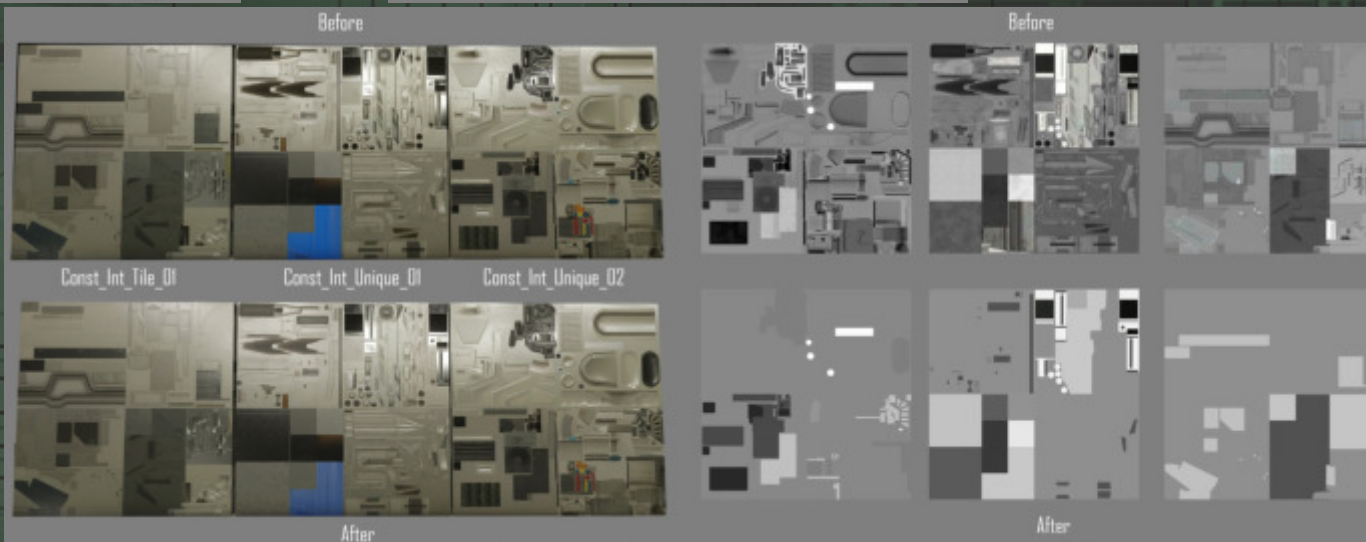 Before
Before
Const_Int_Tile_01
Const_Int_Unique_01
Const_Int_Unique_02
After
After